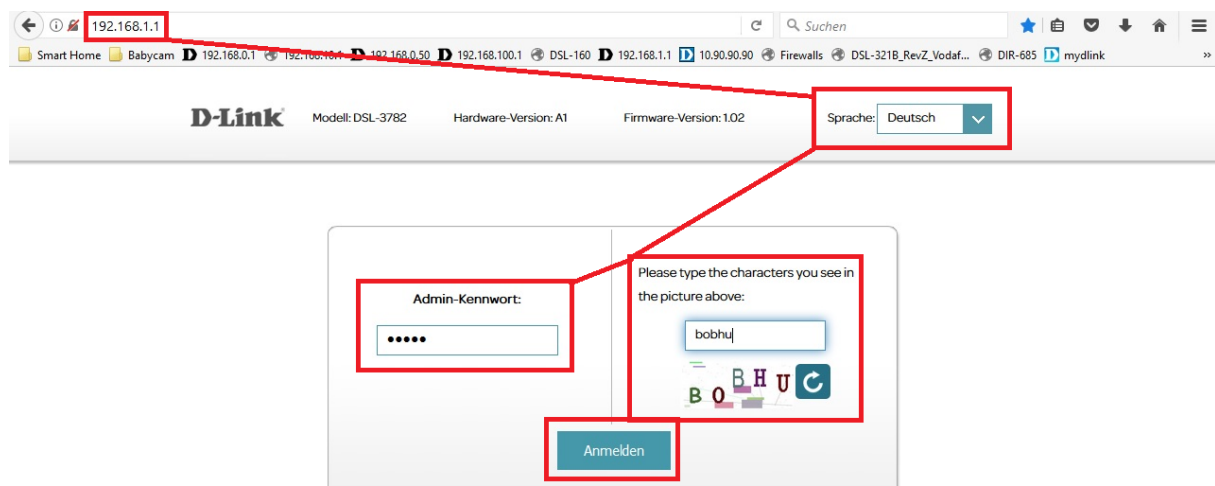 192.168.1.1
Suchen
Smart Home Babycam 192.168.0.1 192.168.0.50 192.168.100.1 DSL-160 192.168.1.1 10.90.90.90 Firewalls DSL-321B_RevZ_Vodaf... DIR-685 mydlink »
D-Link Modell: DSL-3782 Hardware-Version: A1 Firmware-Version: 1.02 Sprache: Deutsch
Please type the characters you see in
the picture above:
Admin-Kennwort:
•••••
bobhu
B O B H U
Anmelden